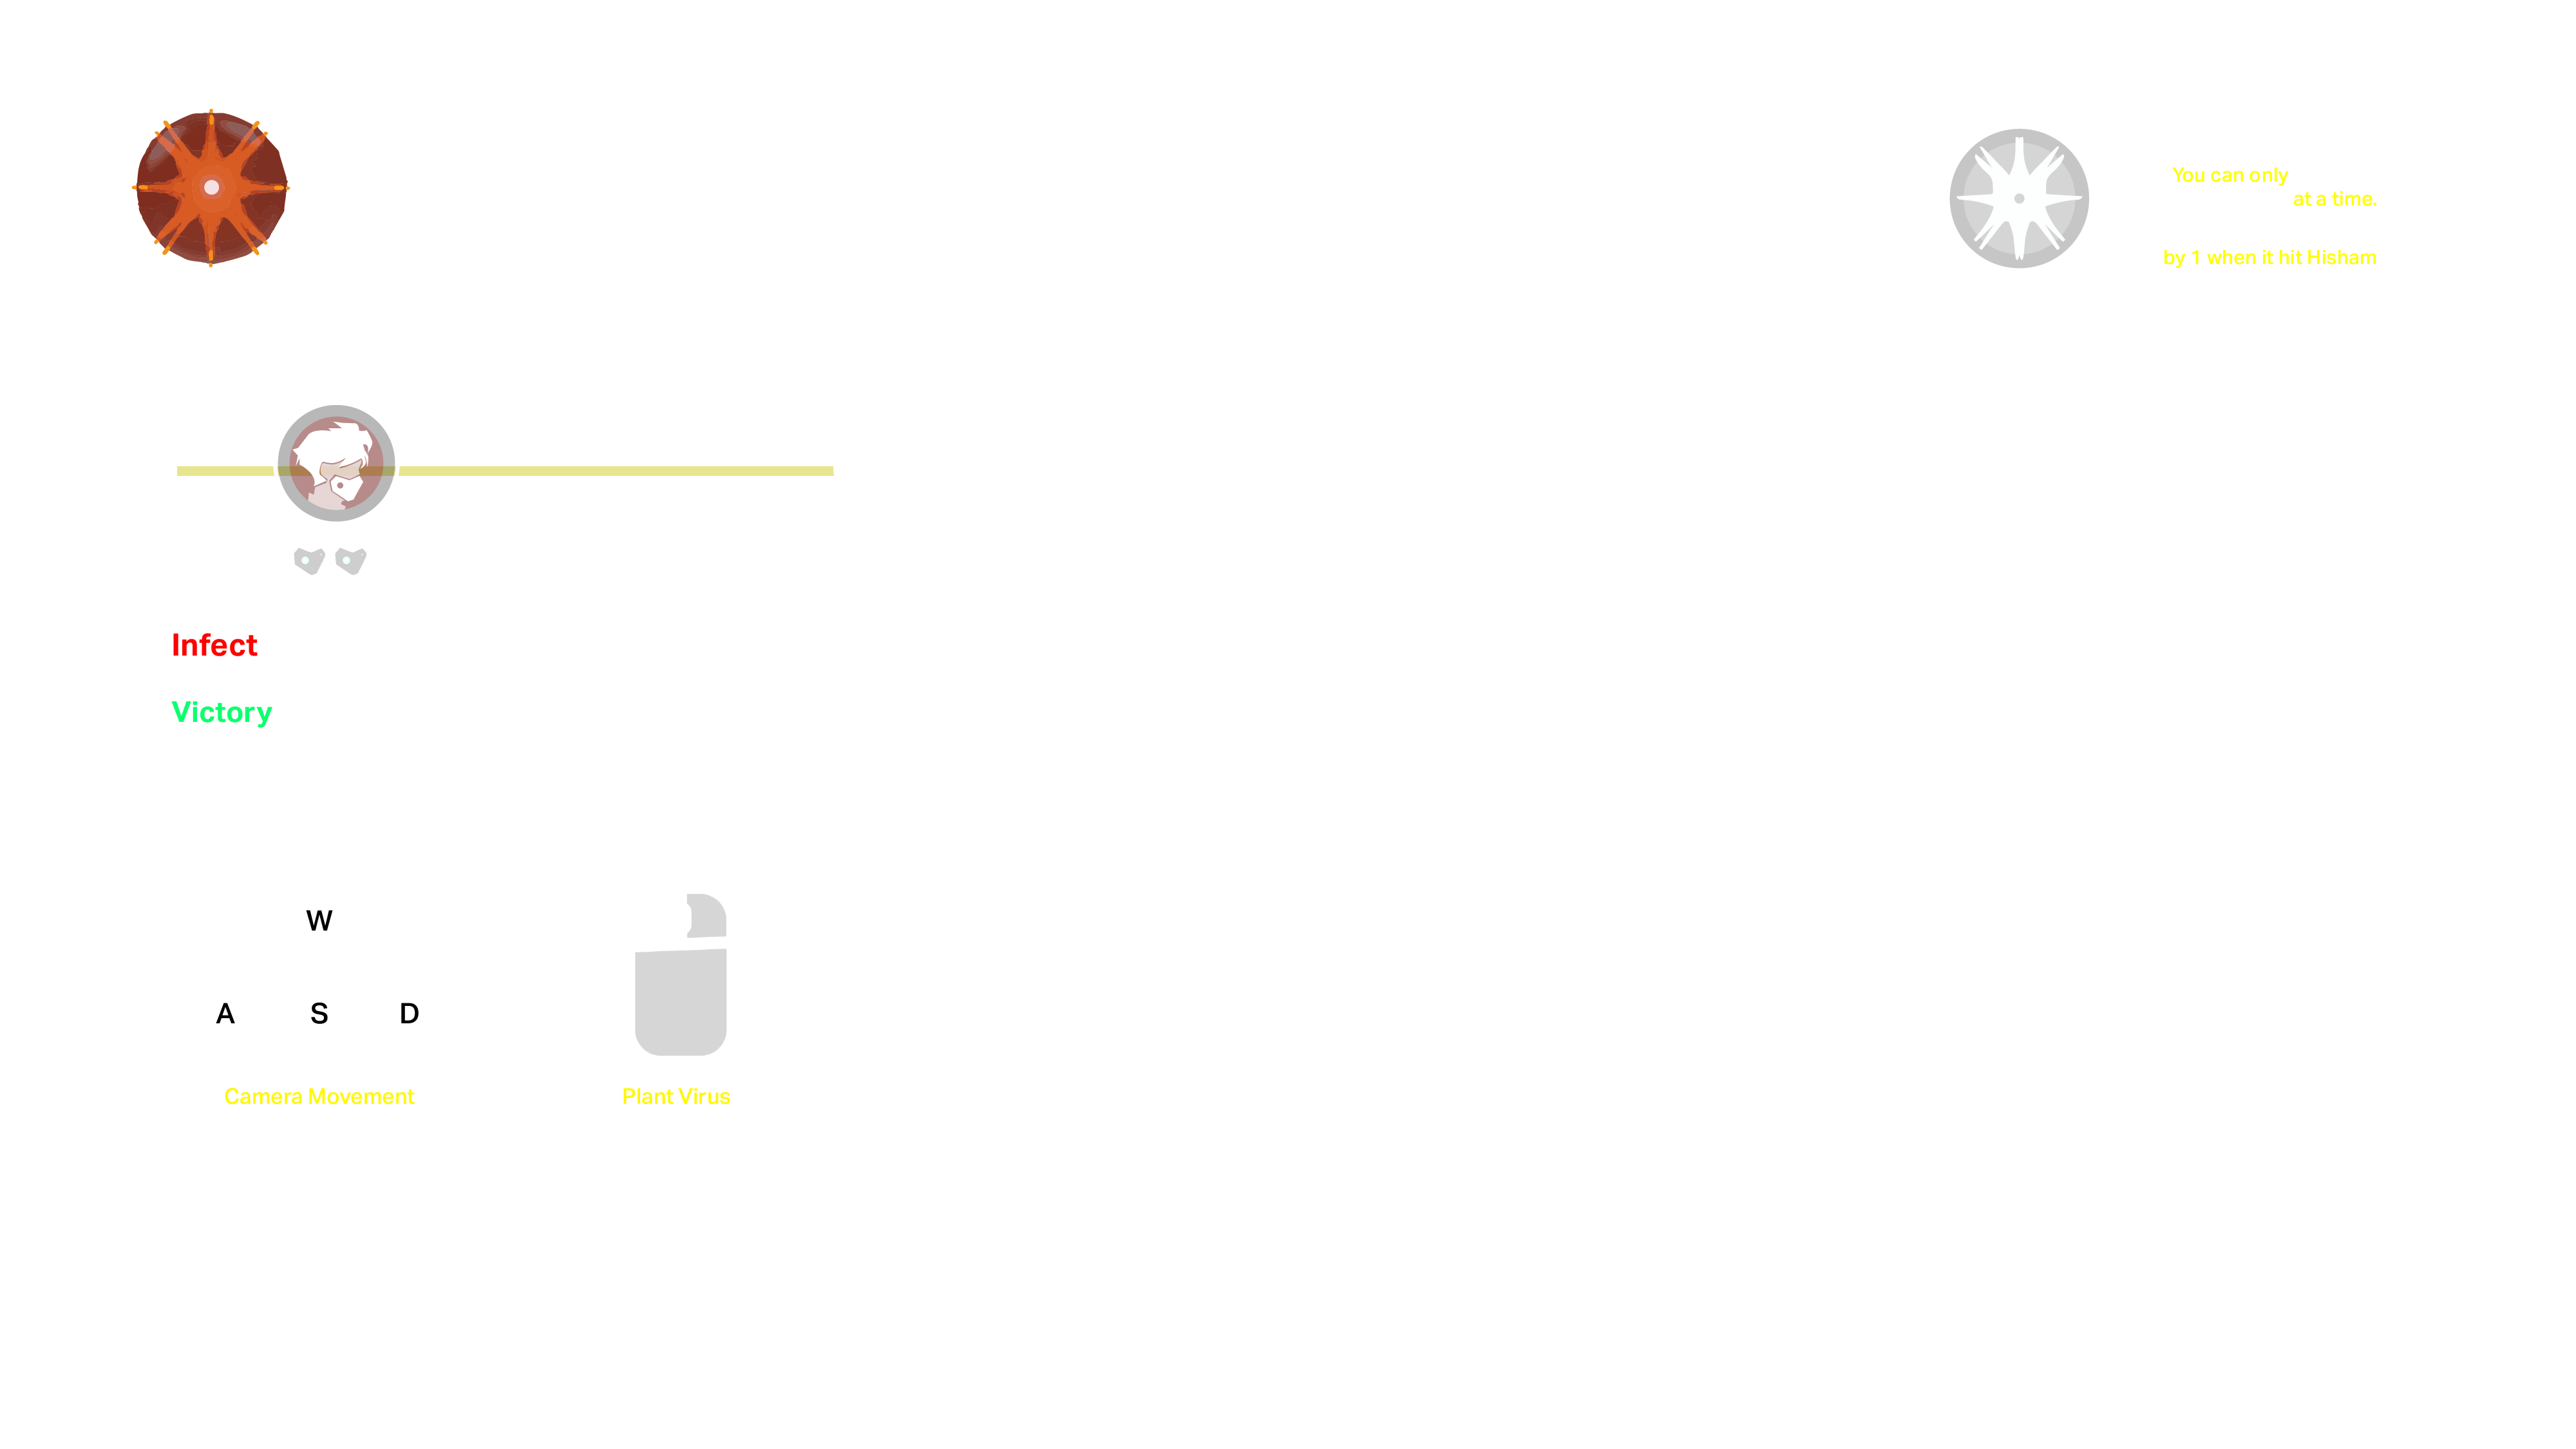 You can only
at a time.
by 1 when it hit Hisham
Infect
Victory
W
A S D
Camera Movement
Plant Virus